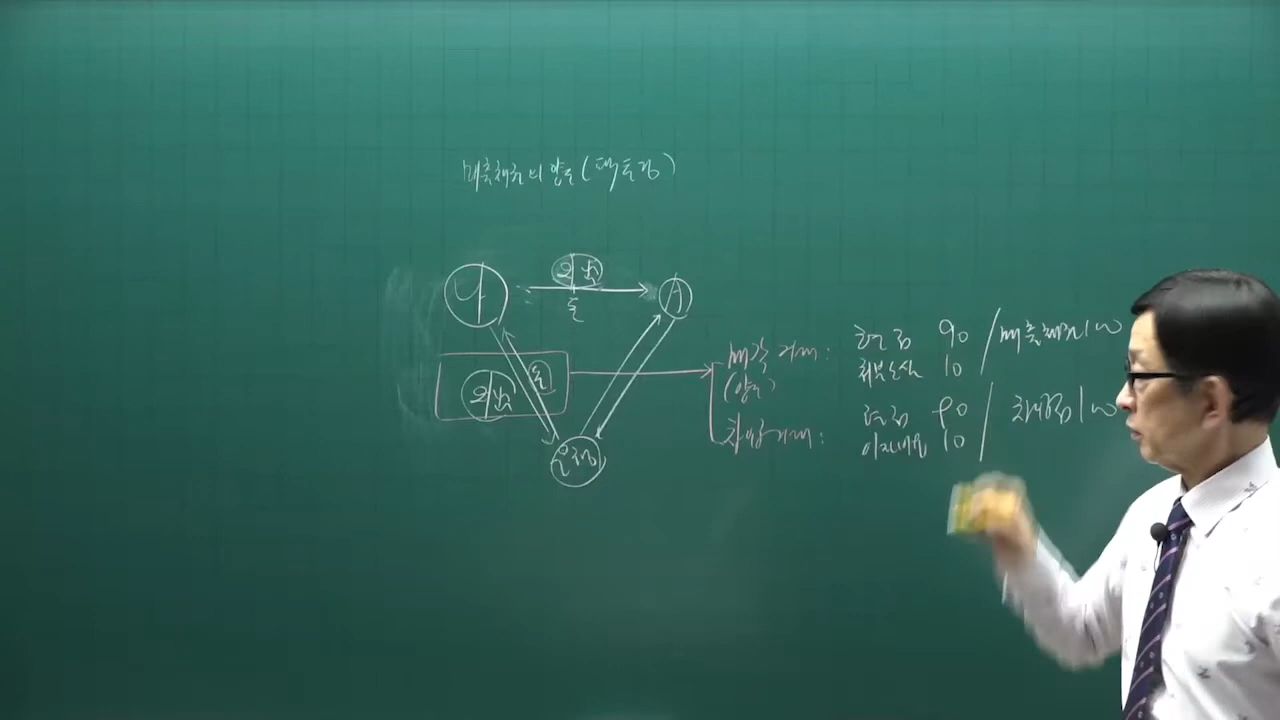 매출채권의 양도(팩토링)
외상
나
A
돈
외상
돈
은행
매각거래: 현금 90 / 매출채권 100
(양도) 처분손실 10
차입거래: 현금 90 / 차입금 100
이자비용 10